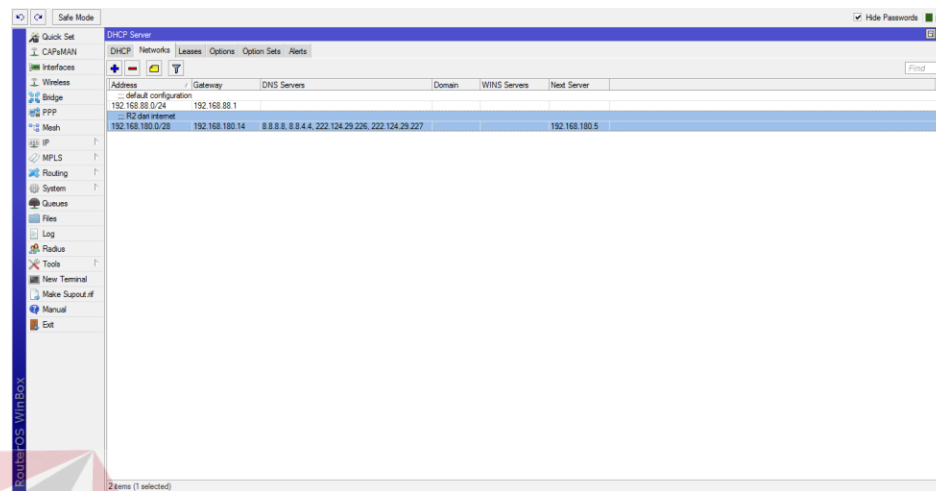 Safe Mode
Hide Passwords
Quick Set
CAPsMAN
Interfaces
Wireless
Bridge
PPP
Mesh
IP
MPLS
Routing
System
Queues
Files
Log
Radius
Tools
New Terminal
Make Supout.rif
Manual
Exit
RouterOS WinBox
DHCP Server
DHCP Networks Leases Options Option Sets Alerts
Find
Address Gateway DNS Servers Domain WINS Servers Next Server
;;; default configuration
192.168.88.0/24 192.168.88.1
;;; R2 dari internet
192.168.180.0/28 192.168.180.14 8.8.8.8, 8.8.4.4, 222.124.29.226, 222.124.29.227 192.168.180.5
2 items (1 selected)